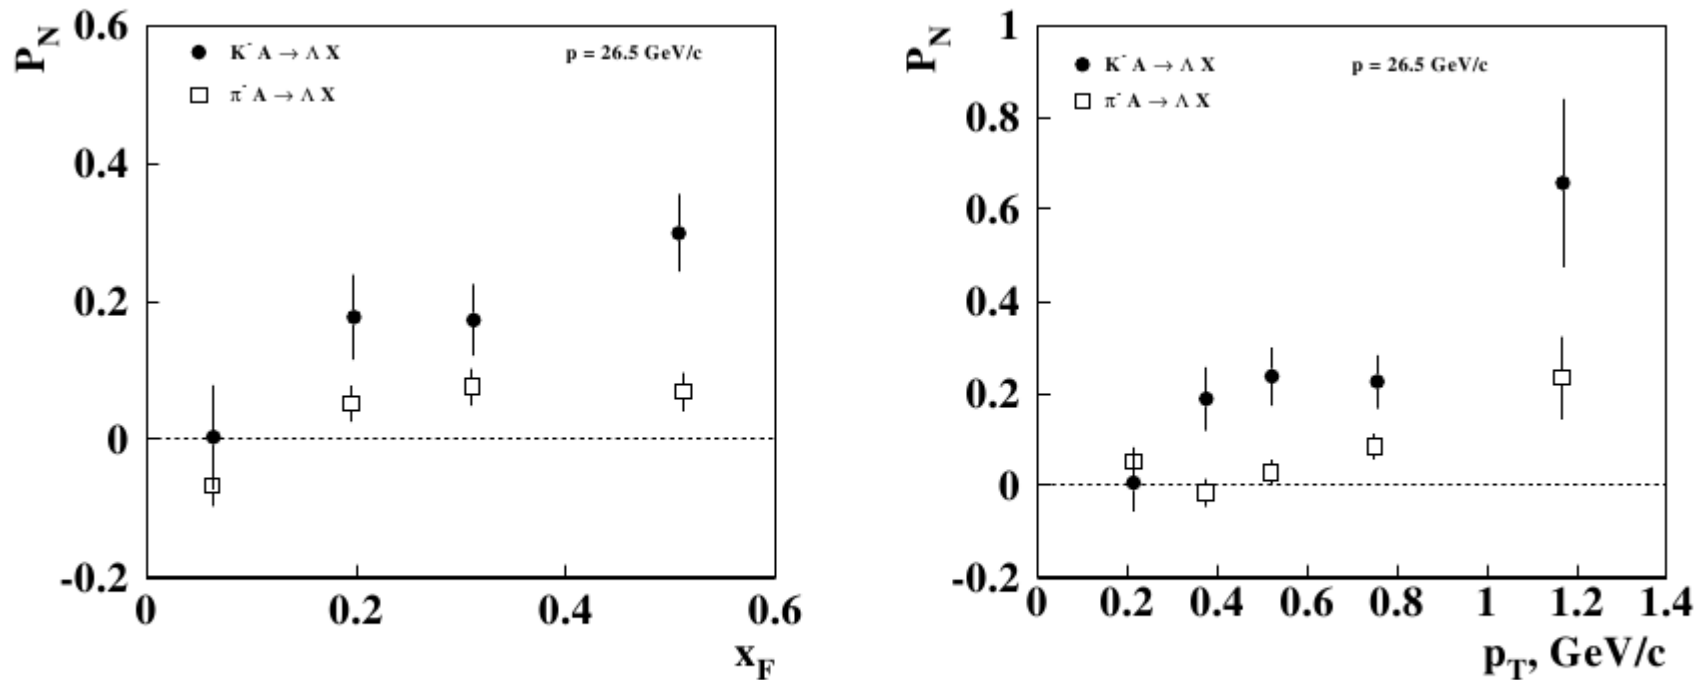 P_N
0.6
0.4
0.2
0
-0.2
0 0.2 0.4 0.6
x_F
K⁻ A → Λ X
π⁻ A → Λ X
p = 26.5 GeV/c
P_N
1
0.8
0.6
0.4
0.2
0
-0.2
0 0.2 0.4 0.6 0.8 1 1.2 1.4
p_T, GeV/c
K⁻ A → Λ X
π⁻ A → Λ X
p = 26.5 GeV/c